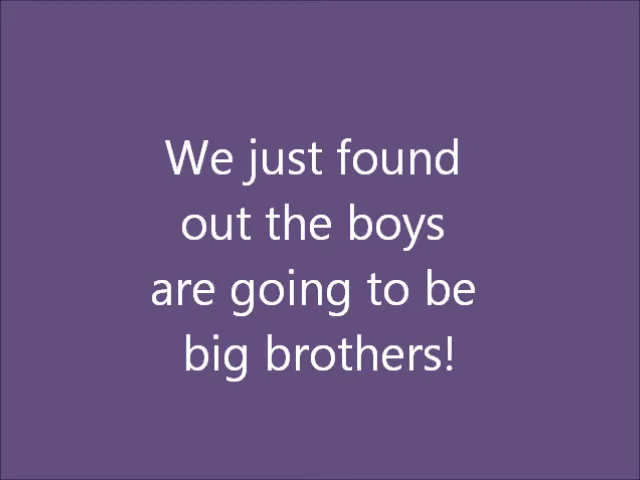 We just found
out the boys
are going to be
big brothers!